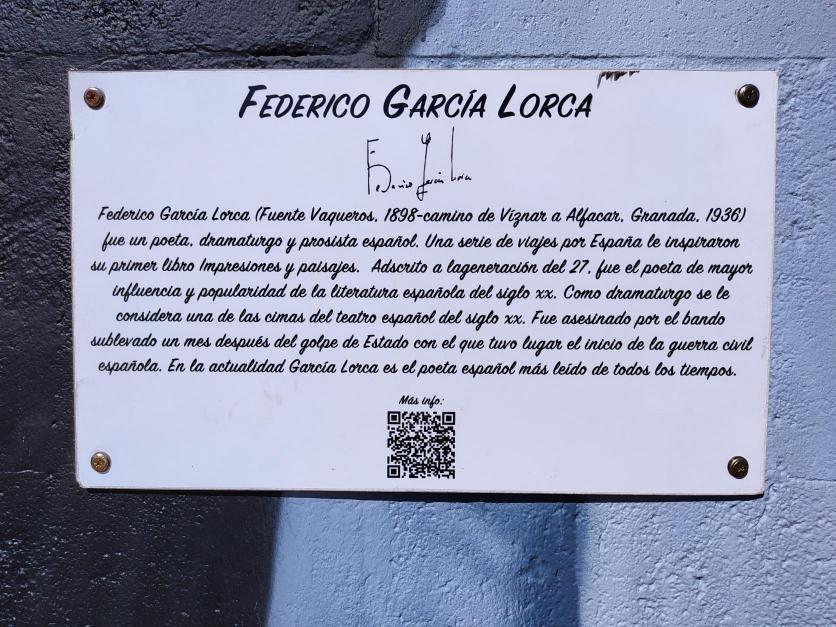 FEDERICO GARCÍA LORCA
Federico García Lorca
Federico García Lorca (Fuente Vaqueros, 1898-camino de Víznar a Alfacar, Granada, 1936)
fue un poeta, dramaturgo y prosista español. Una serie de viajes por España le inspiraron
su primer libro Impresiones y paisajes. Adscrito a lageneración del 27, fue el poeta de mayor
influencia y popularidad de la literatura española del siglo xx. Como dramaturgo se le
considera una de las cimas del teatro español del siglo xx. Fue asesinado por el bando
sublevado un mes después del golpe de Estado con el que tuvo lugar el inicio de la guerra civil
española. En la actualidad García Lorca es el poeta español más leído de todos los tiempos.
Más info: